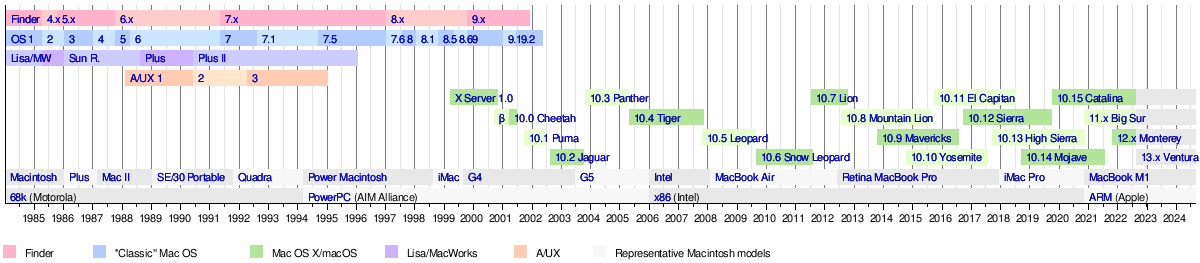 Finder 4.x 5.x 6.x 7.x 8.x 9.x
OS 1 2 3 4 5 6 7 7.1 7.5 7.6 8 8.1 8.5 8.6 9 9.1 9.2
Lisa/MW Sun R. Plus Plus II
A/UX 1 2 3
X Server 1.0 10.3 Panther 10.7 Lion 10.11 El Capitan 10.15 Catalina
β 10.0 Cheetah 10.4 Tiger 10.8 Mountain Lion 10.12 Sierra 11.x Big Sur
10.1 Puma 10.5 Leopard 10.9 Mavericks 10.13 High Sierra 12.x Monterey
10.2 Jaguar 10.6 Snow Leopard 10.10 Yosemite 10.14 Mojave 13.x Ventura
Macintosh Plus Mac II SE/30 Portable Quadra Power Macintosh iMac G4 G5 Intel MacBook Air Retina MacBook Pro iMac Pro MacBook M1
68k (Motorola) PowerPC (AIM Alliance) x86 (Intel) ARM (Apple)
1985 1986 1987 1988 1989 1990 1991 1992 1993 1994 1995 1996 1997 1998 1999 2000 2001 2002 2003 2004 2005 2006 2007 2008 2009 2010 2011 2012 2013 2014 2015 2016 2017 2018 2019 2020 2021 2022 2023 2024
Finder "Classic" Mac OS Mac OS X/macOS Lisa/MacWorks A/UX Representative Macintosh models